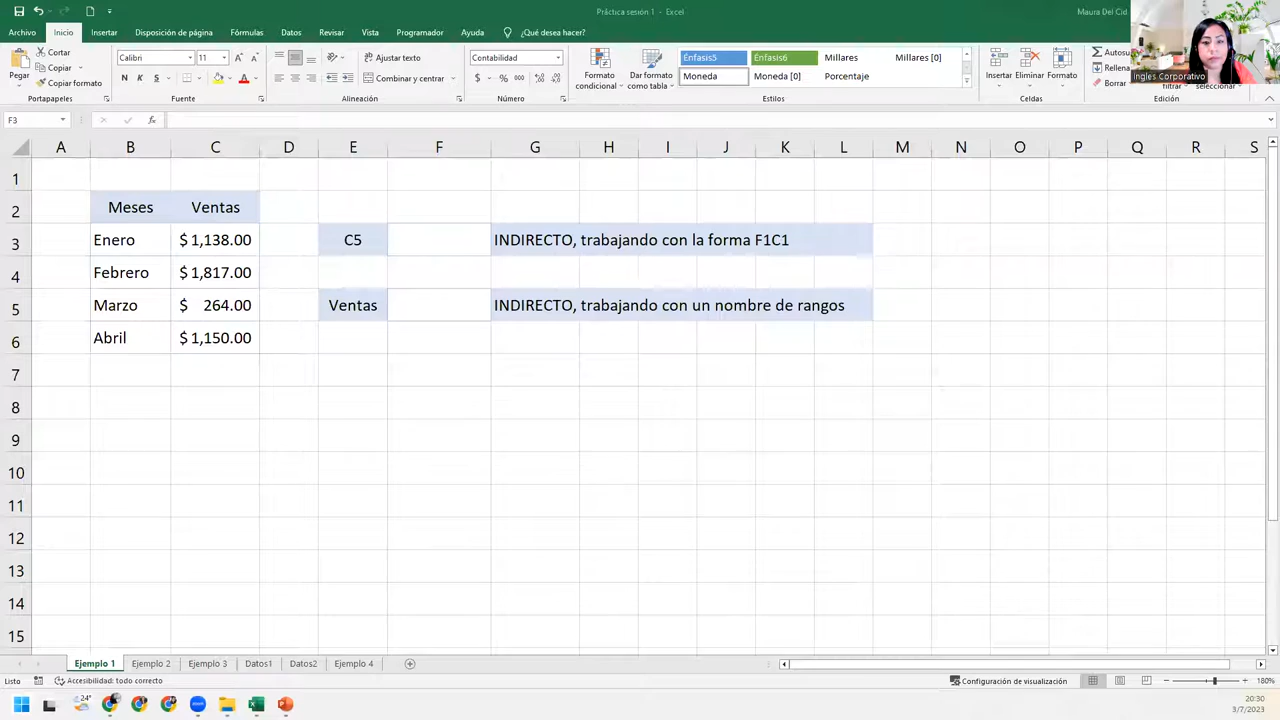 Práctica sesión 1 - Excel
Maura Del Cid
Archivo Inicio Insertar Disposición de página Fórmulas Datos Revisar Vista Programador Ayuda ¿Qué desea hacer?
Pegar
Cortar
Copiar
Copiar formato
Portapapeles
Calibri 11
N K S
Fuente
Ajustar texto
Combinar y centrar
Alineación
Contabilidad
$ % 000
Número
Formato condicional
Dar formato como tabla
Énfasis5 Énfasis6 Millares Millares [0]
Moneda Moneda [0] Porcentaje
Estilos
Insertar Eliminar Formato
Celdas
Autosu
Rellena
Borrar
filtrar seleccionar
Edición
Ingles Corporativo
F3
fx
A B C D E F G H I J K L M N O P Q R S
1
2 Meses Ventas
3 Enero $ 1,138.00 C5 INDIRECTO, trabajando con la forma F1C1
4 Febrero $ 1,817.00
5 Marzo $ 264.00 Ventas INDIRECTO, trabajando con un nombre de rangos
6 Abril $ 1,150.00
7
8
9
10
11
12
13
14
15
Ejemplo 1 Ejemplo 2 Ejemplo 3 Datos1 Datos2 Ejemplo 4
Listo Accesibilidad: todo correcto Configuración de visualización 180%
24°
zoom
20:30
3/7/2023